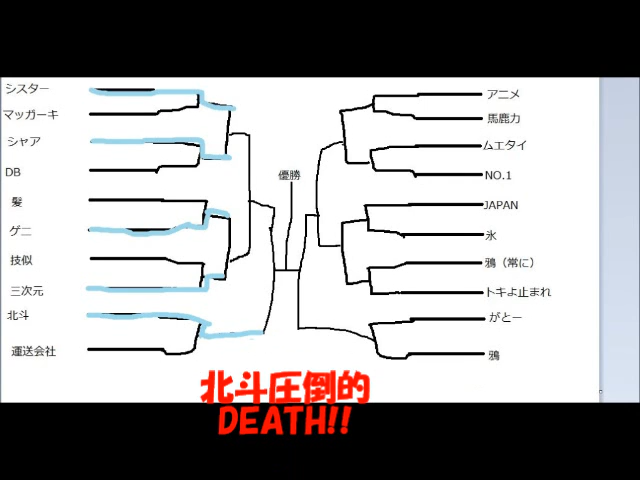 シスター
マッガーキ
シャア
DB
髪
ゲニ
技似
三次元
北斗
運送会社
優勝
アニメ
馬鹿力
ムエタイ
NO.1
JAPAN
氷
鴉（常に）
トキよ止まれ
がとー
鴉
北斗圧倒的
DEATH!!